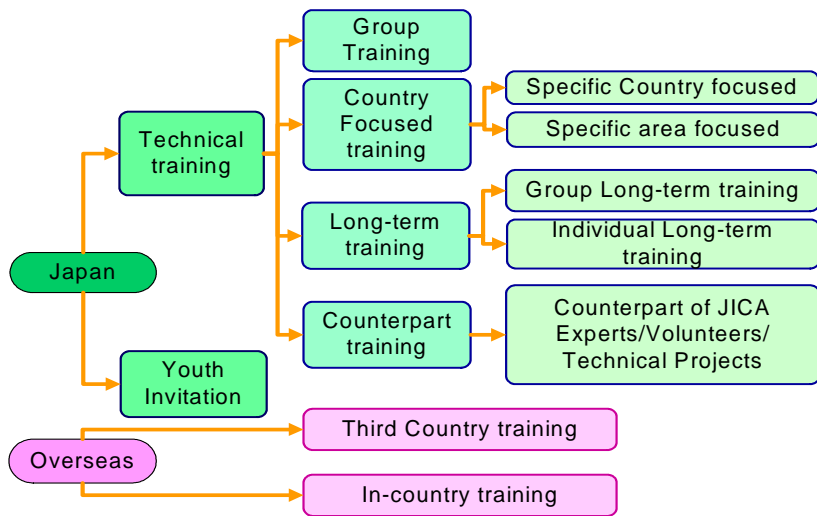 Group
Training
Country
Focused
training
Specific Country focused
Specific area focused
Technical
training
Group Long-term training
Long-term
training
Individual Long-term
training
Japan
Counterpart
training
Counterpart of JICA
Experts/Volunteers/
Technical Projects
Youth
Invitation
Third Country training
Overseas
In-country training